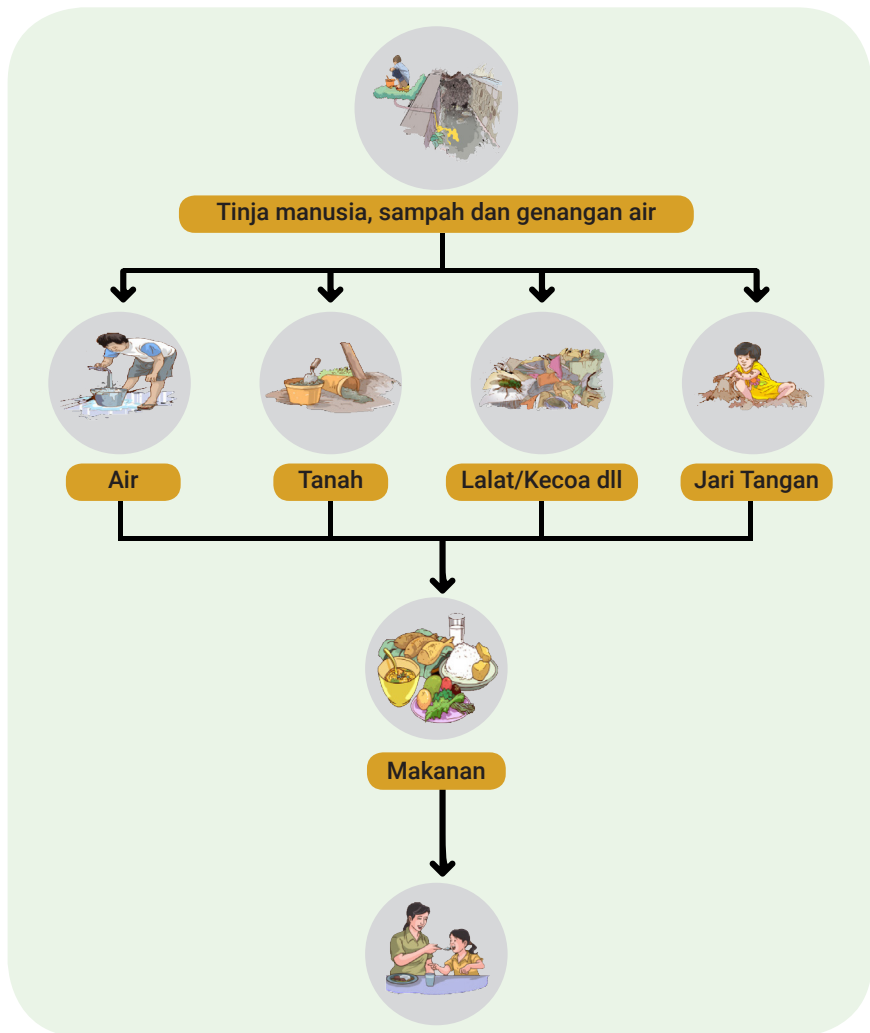 Tinja manusia, sampah dan genangan air
Air
Tanah
Lalat/Kecoa dll
Jari Tangan
Makanan